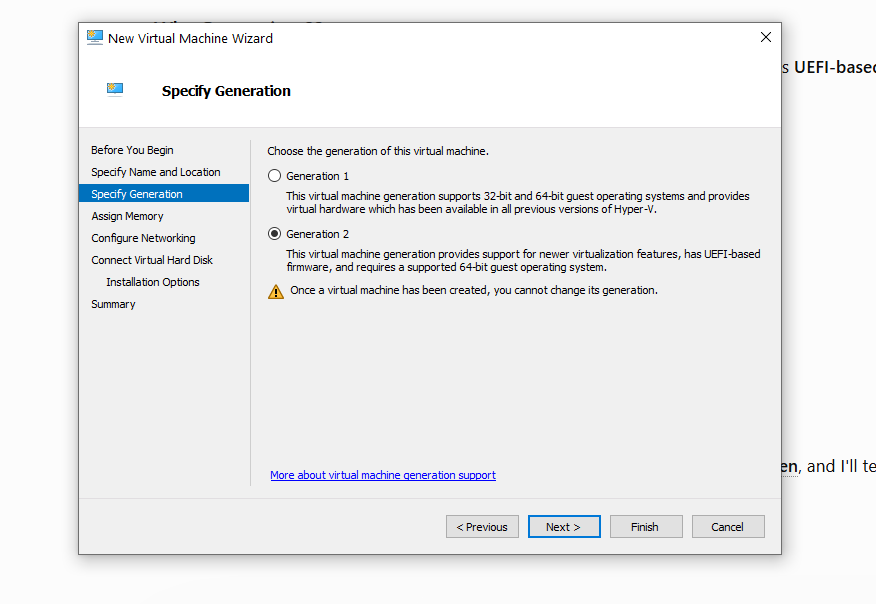 New Virtual Machine Wizard
s UEFI-based
Specify Generation
Before You Begin
Specify Name and Location
Specify Generation
Assign Memory
Configure Networking
Connect Virtual Hard Disk
Installation Options
Summary
Choose the generation of this virtual machine.
Generation 1
This virtual machine generation supports 32-bit and 64-bit guest operating systems and provides
virtual hardware which has been available in all previous versions of Hyper-V.
Generation 2
This virtual machine generation provides support for newer virtualization features, has UEFI-based
firmware, and requires a supported 64-bit guest operating system.
Once a virtual machine has been created, you cannot change its generation.
More about virtual machine generation support
en, and I'll te
< Previous
Next >
Finish
Cancel